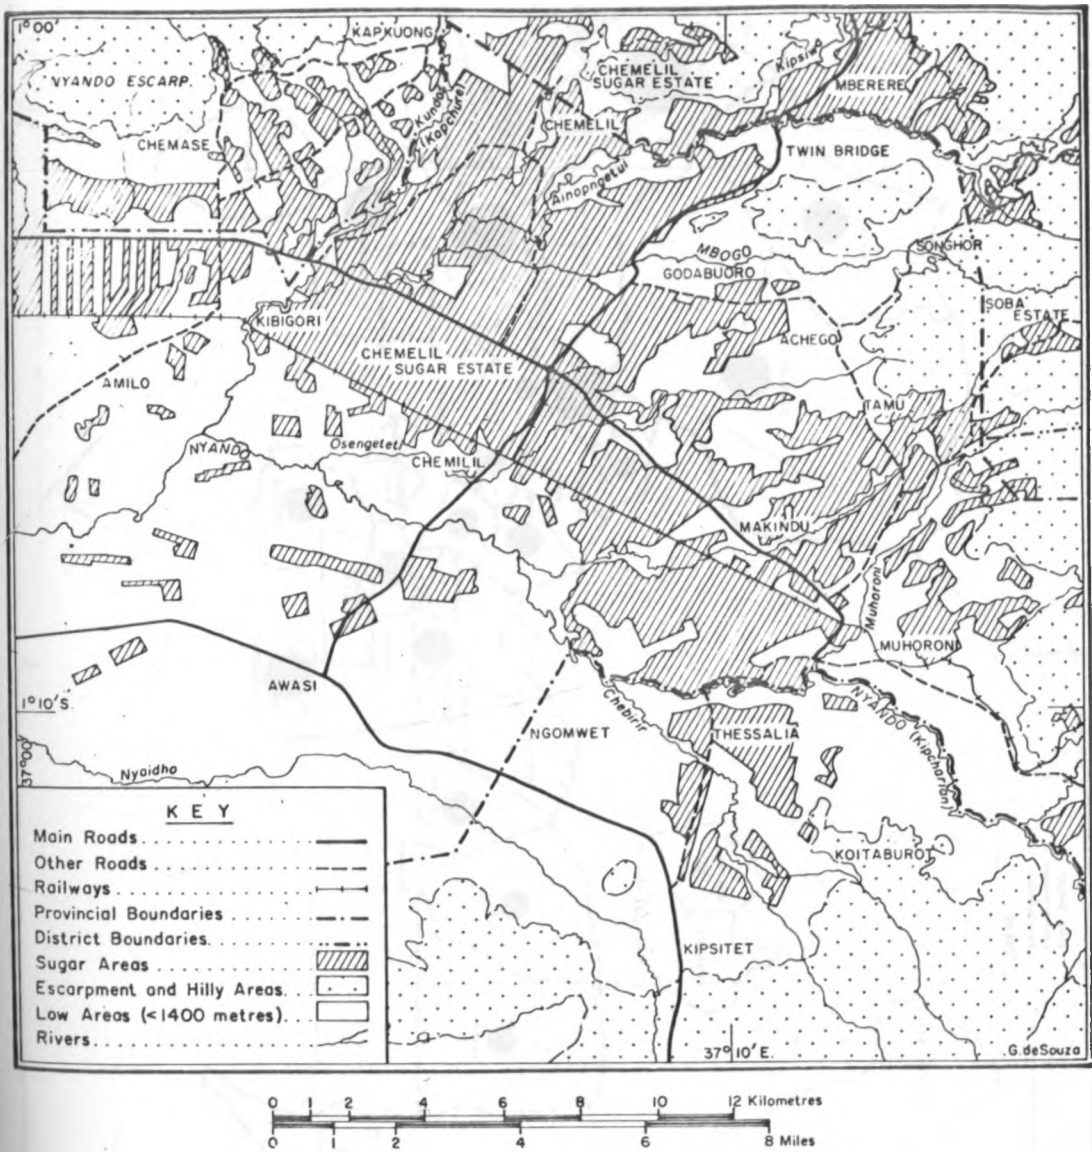 1°00'
KAPKUONG
NYANDO ESCARP.
CHEMELIL
SUGAR ESTATE
Kipsiwo
MBERERE
Kundos
(Kapchure)
CHEMELIL
CHEMASE
TWIN BRIDGE
Ainopngetui
MBOGO
SONGHOR
GODABUORO
SOBA
ESTATE
KIBIGORI
ACHEGO
CHEMELIL
SUGAR ESTATE
AMILO
TAMU
NYANDO
Osengeteti
CHEMILIL
MAKINDU
Muhoroni
MUHORONI
AWASI
1°10'S.
Chebirir
NYANDO (Kipcharian)
NGOMWET
THESSALIA
37°00'
Nyaidho
KOITABUROT
KIPSITET
KEY
Main Roads
Other Roads
Railways
Provincial Boundaries
District Boundaries
Sugar Areas
Escarpment and Hilly Areas
Low Areas (<1400 metres)
Rivers
37°10'E.
G.deSouza
0 1 2 4 6 8 10 12 Kilometres
0 1 2 4 6 8 Miles